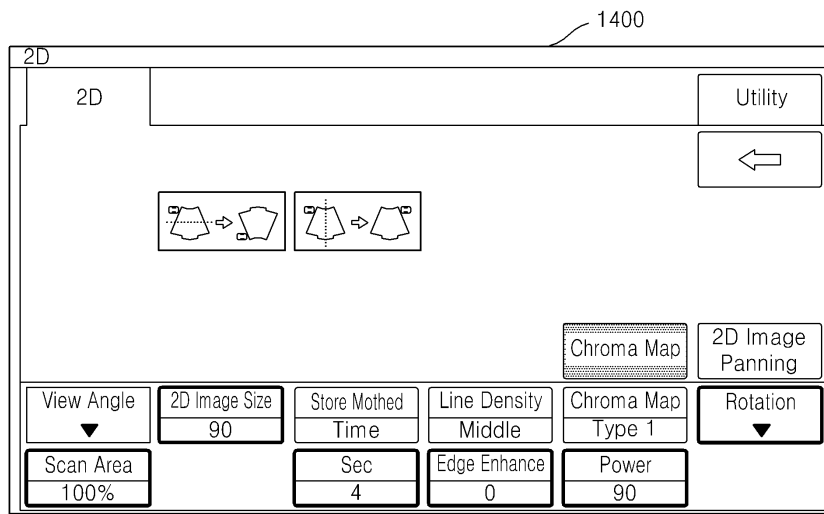 1400
2D
2D
Utility
Chroma Map
2D Image
Panning
View Angle
2D Image Size
90
Store Mothed
Time
Line Density
Middle
Chroma Map
Type 1
Rotation
Scan Area
100%
Sec
4
Edge Enhance
0
Power
90